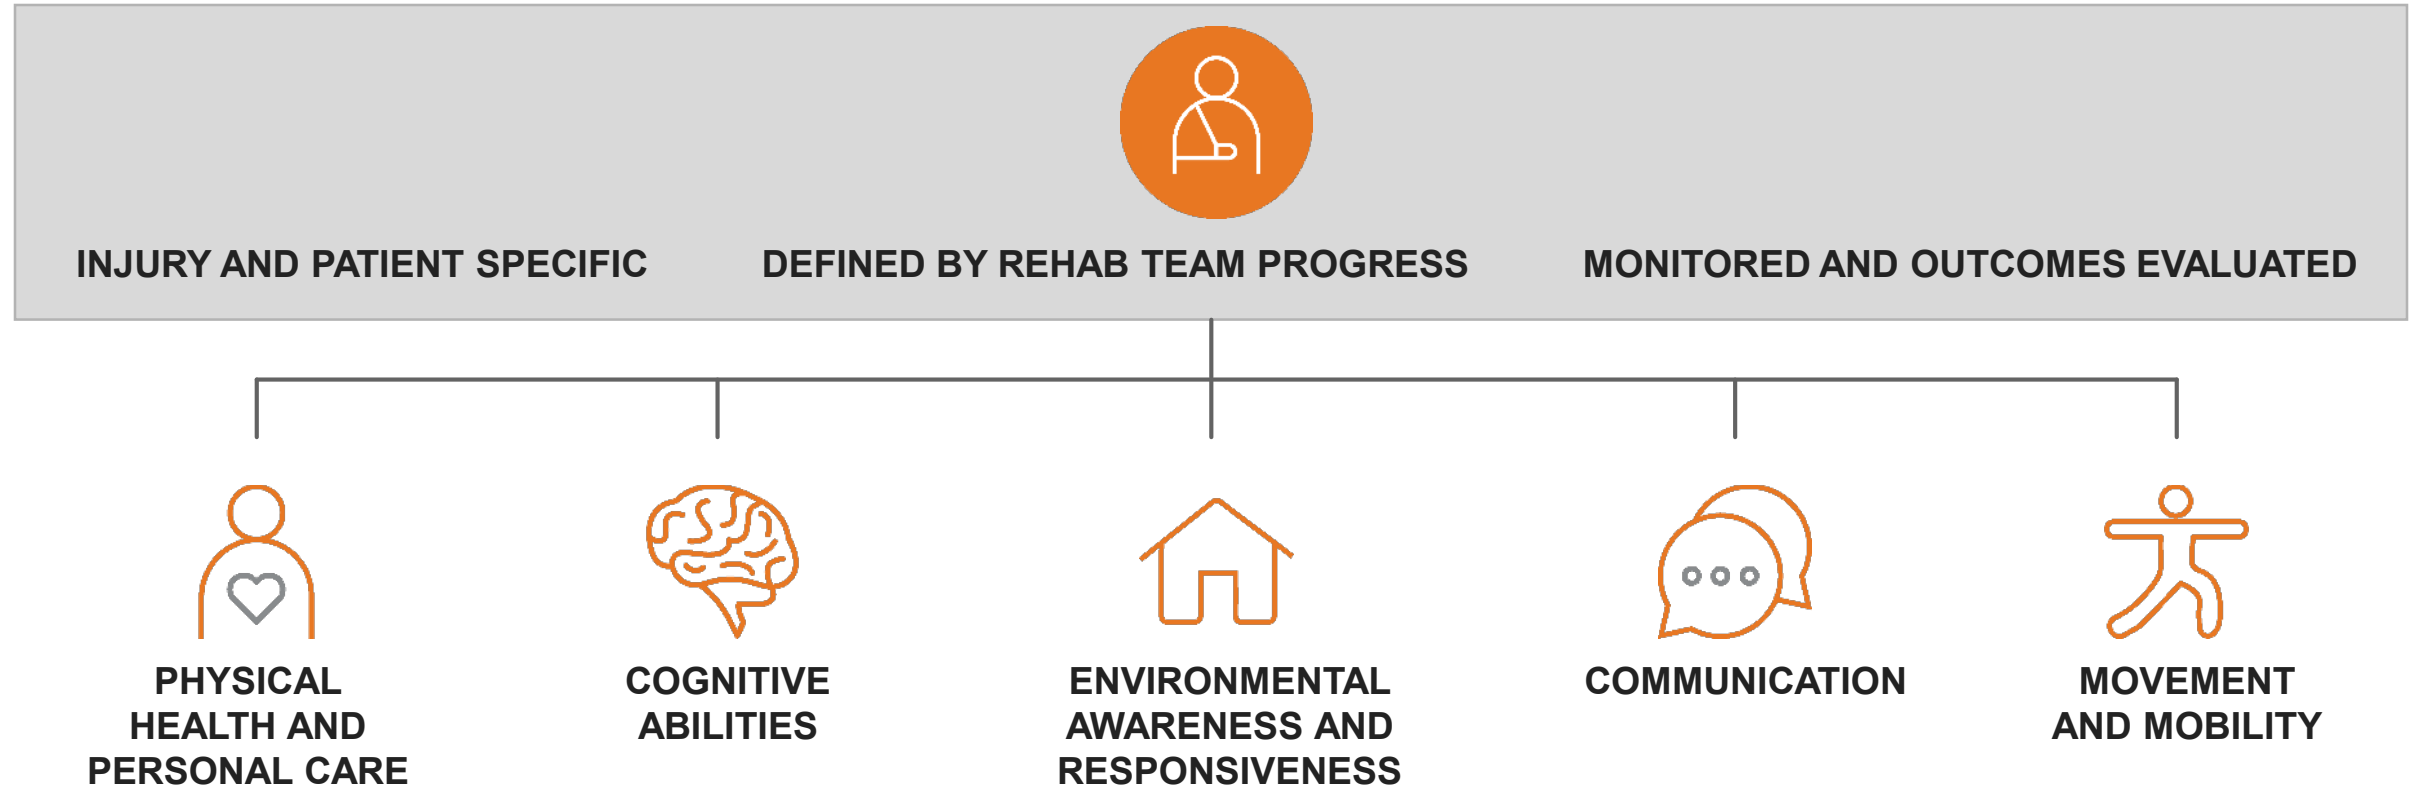 INJURY AND PATIENT SPECIFIC
DEFINED BY REHAB TEAM PROGRESS
MONITORED AND OUTCOMES EVALUATED
PHYSICAL
HEALTH AND
PERSONAL CARE
COGNITIVE
ABILITIES
ENVIRONMENTAL
AWARENESS AND
RESPONSIVENESS
COMMUNICATION
MOVEMENT
AND MOBILITY